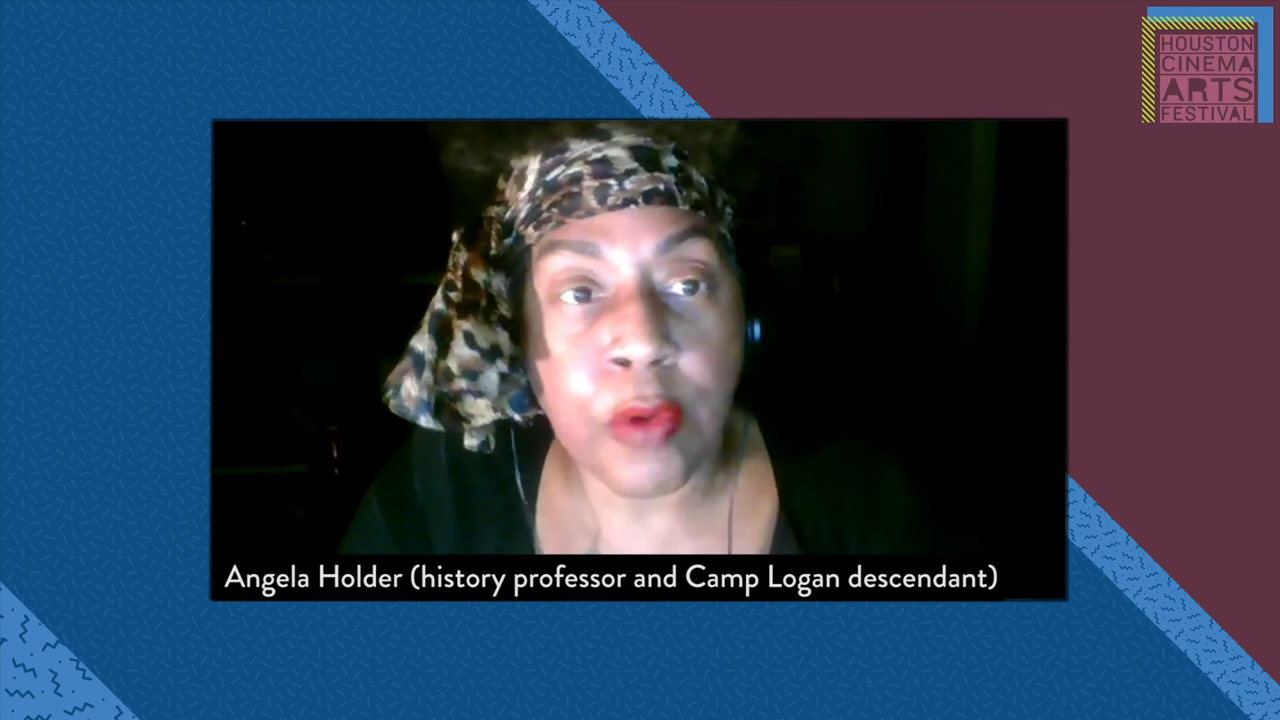 HOUSTON
CINEMA
ARTS
FESTIVAL
Angela Holder (history professor and Camp Logan descendant)